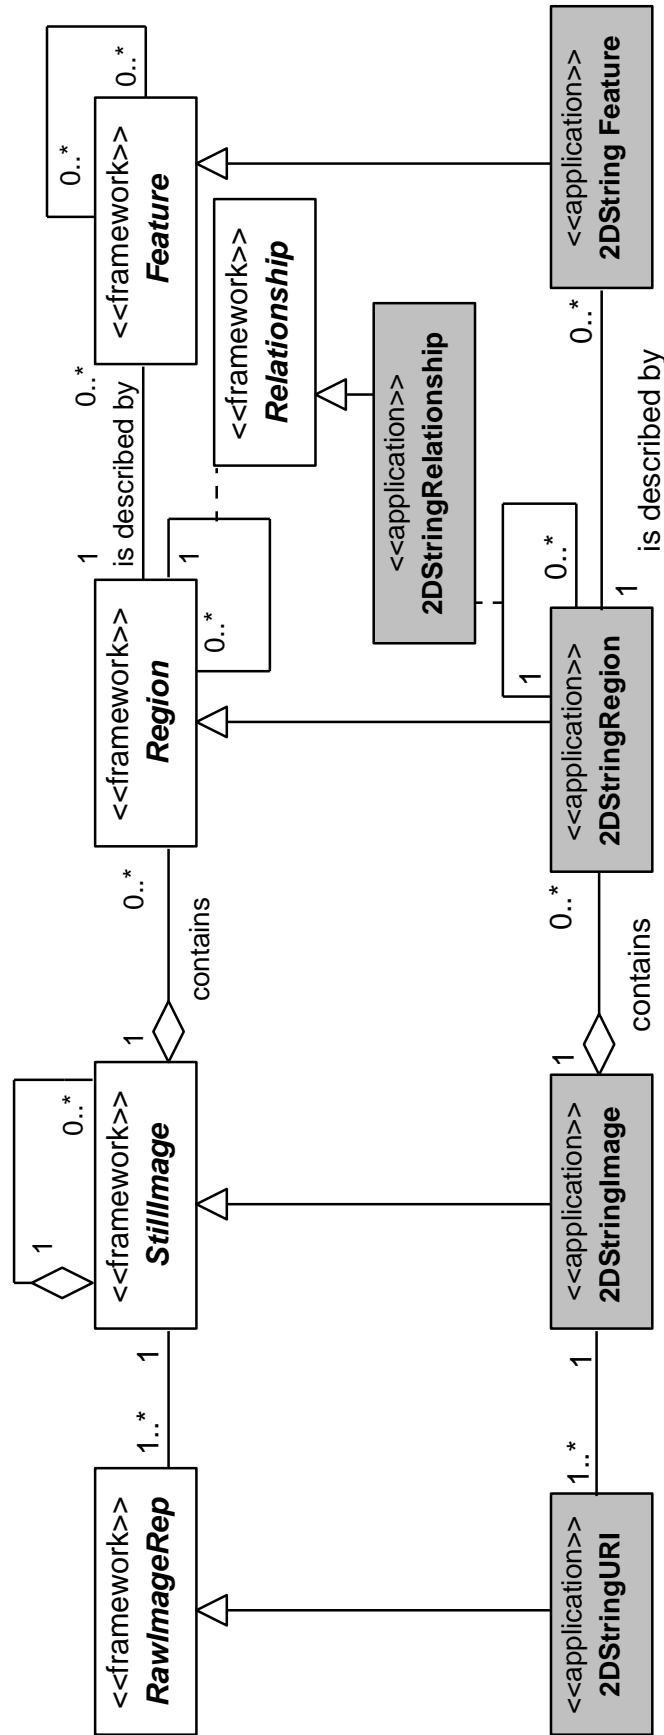 <<framework>>
RawImageRep
1..*
1
<<framework>>
StillImage
1
0..*
1
contains
0..*
<<framework>>
Region
0..*
1
1
is described by
0..*
<<framework>>
Feature
0..*
0..*
<<framework>>
Relationship
<<application>>
2DStringRelationship
<<application>>
2DStringURI
1..*
1
<<application>>
2DStringImage
1
contains
0..*
<<application>>
2DStringRegion
1
0..*
1
is described by
0..*
<<application>>
2DString Feature